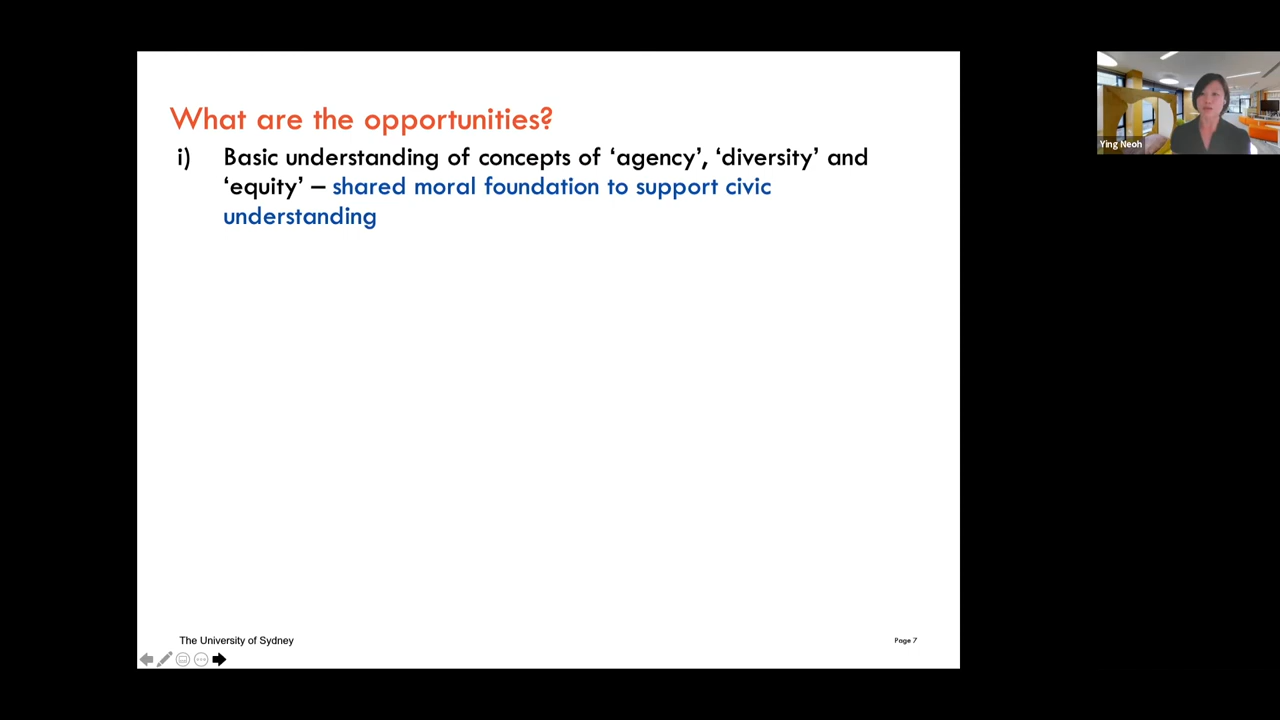 What are the opportunities?
i) Basic understanding of concepts of ‘agency’, ‘diversity’ and
‘equity’ – shared moral foundation to support civic
understanding
Ying Neoh
The University of Sydney
Page 7